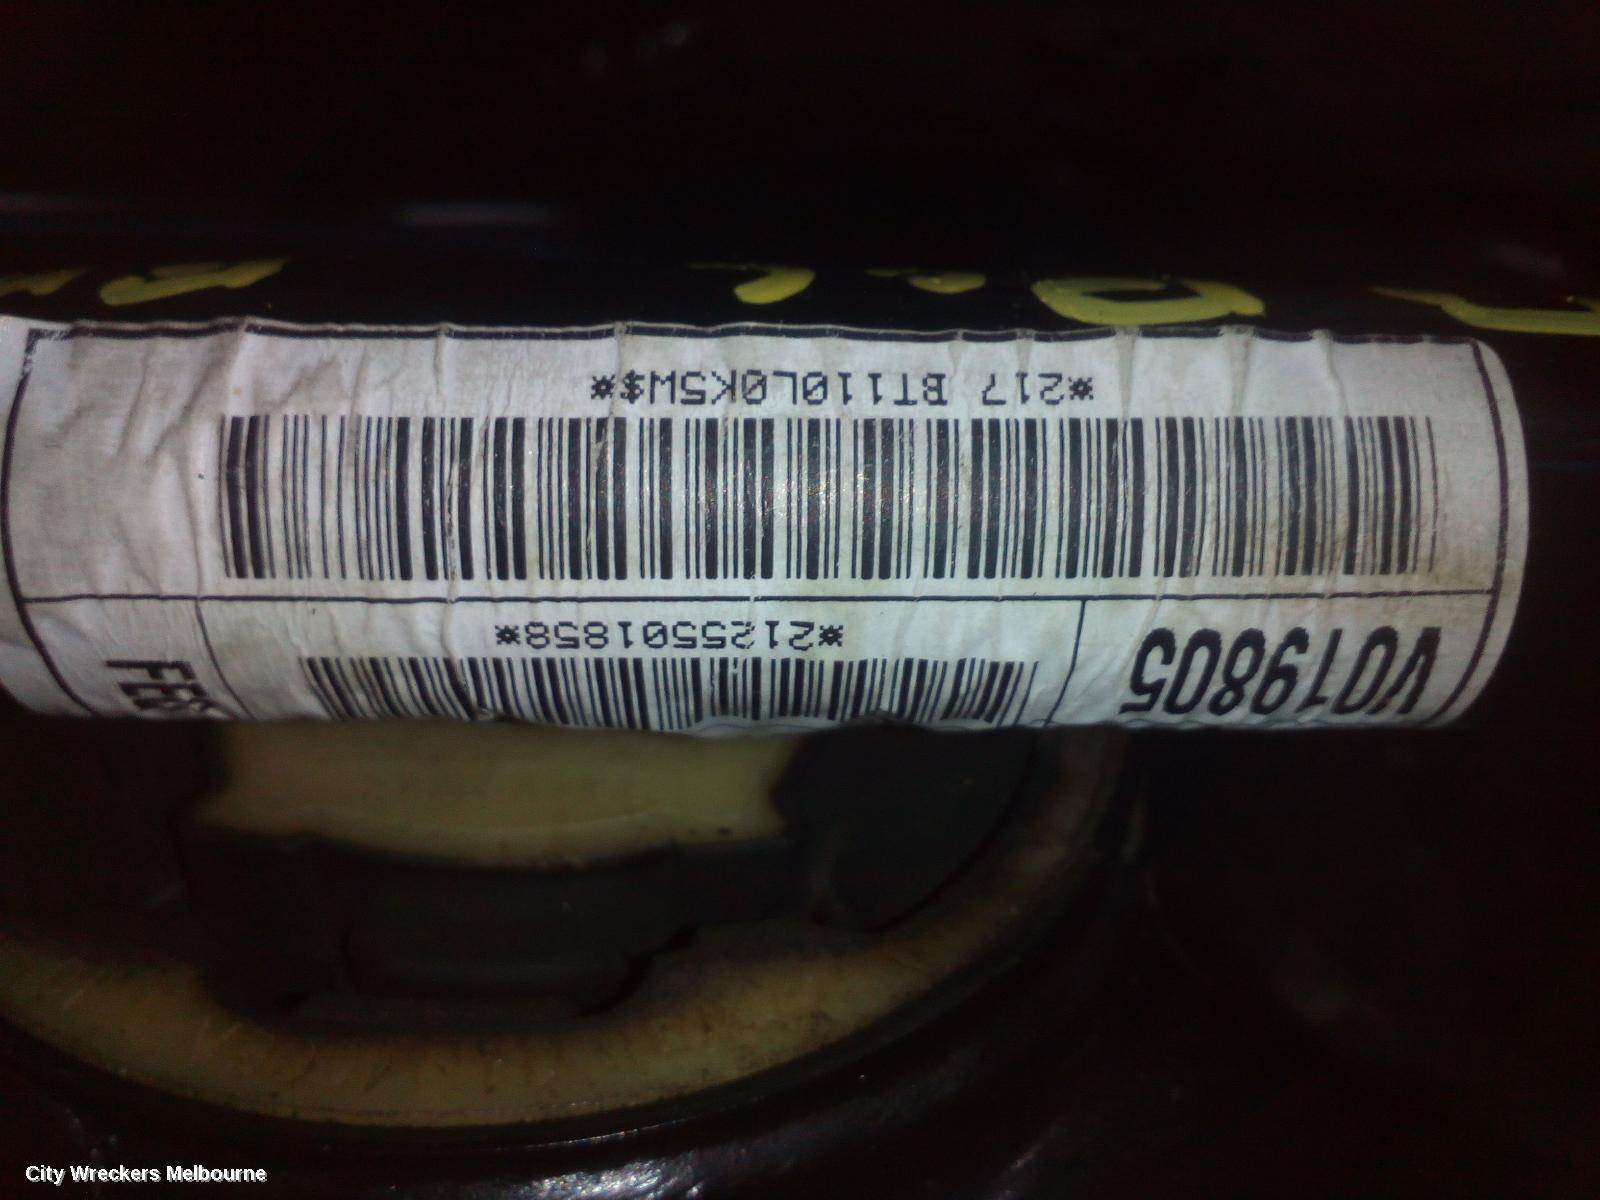 V019805
*2125501858*
*217 BT110L0K5W$*
City Wreckers Melbourne